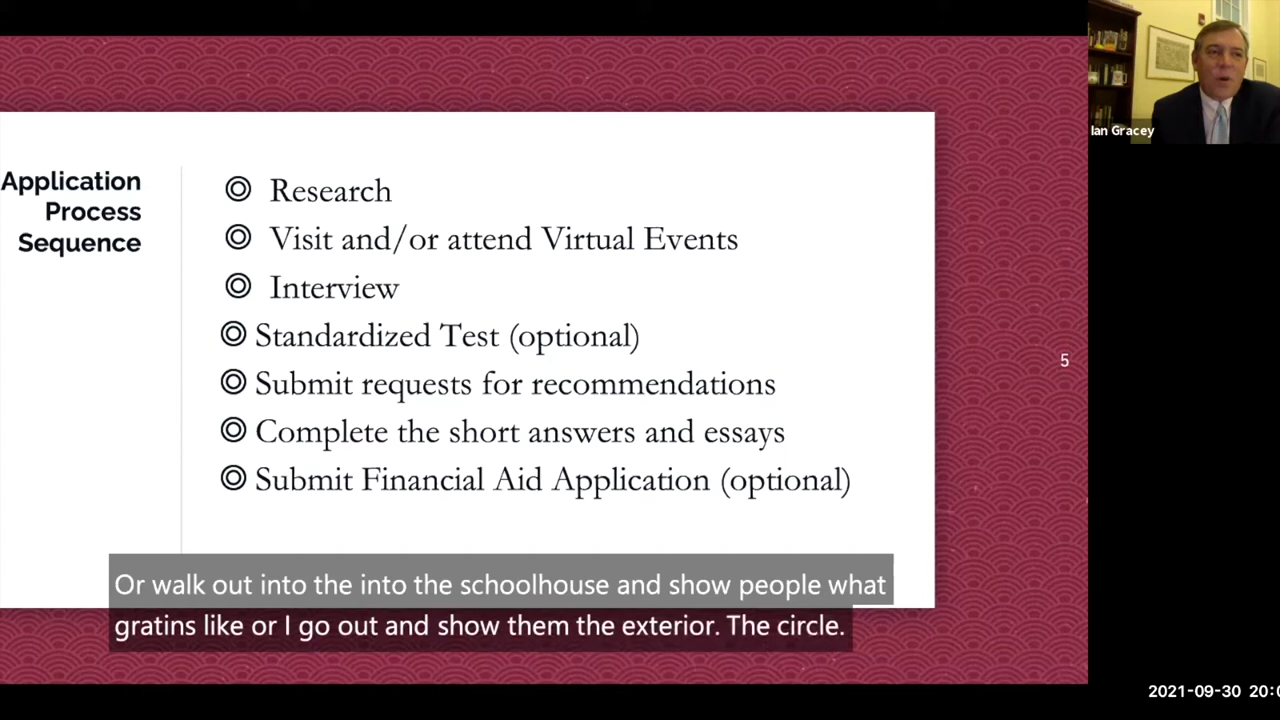 Application
Process
Sequence
Research
Visit and/or attend Virtual Events
Interview
Standardized Test (optional)
Submit requests for recommendations
Complete the short answers and essays
Submit Financial Aid Application (optional)
5
Or walk out into the into the schoolhouse and show people what
gratins like or I go out and show them the exterior. The circle.
Ian Gracey
2021-09-30 20:0